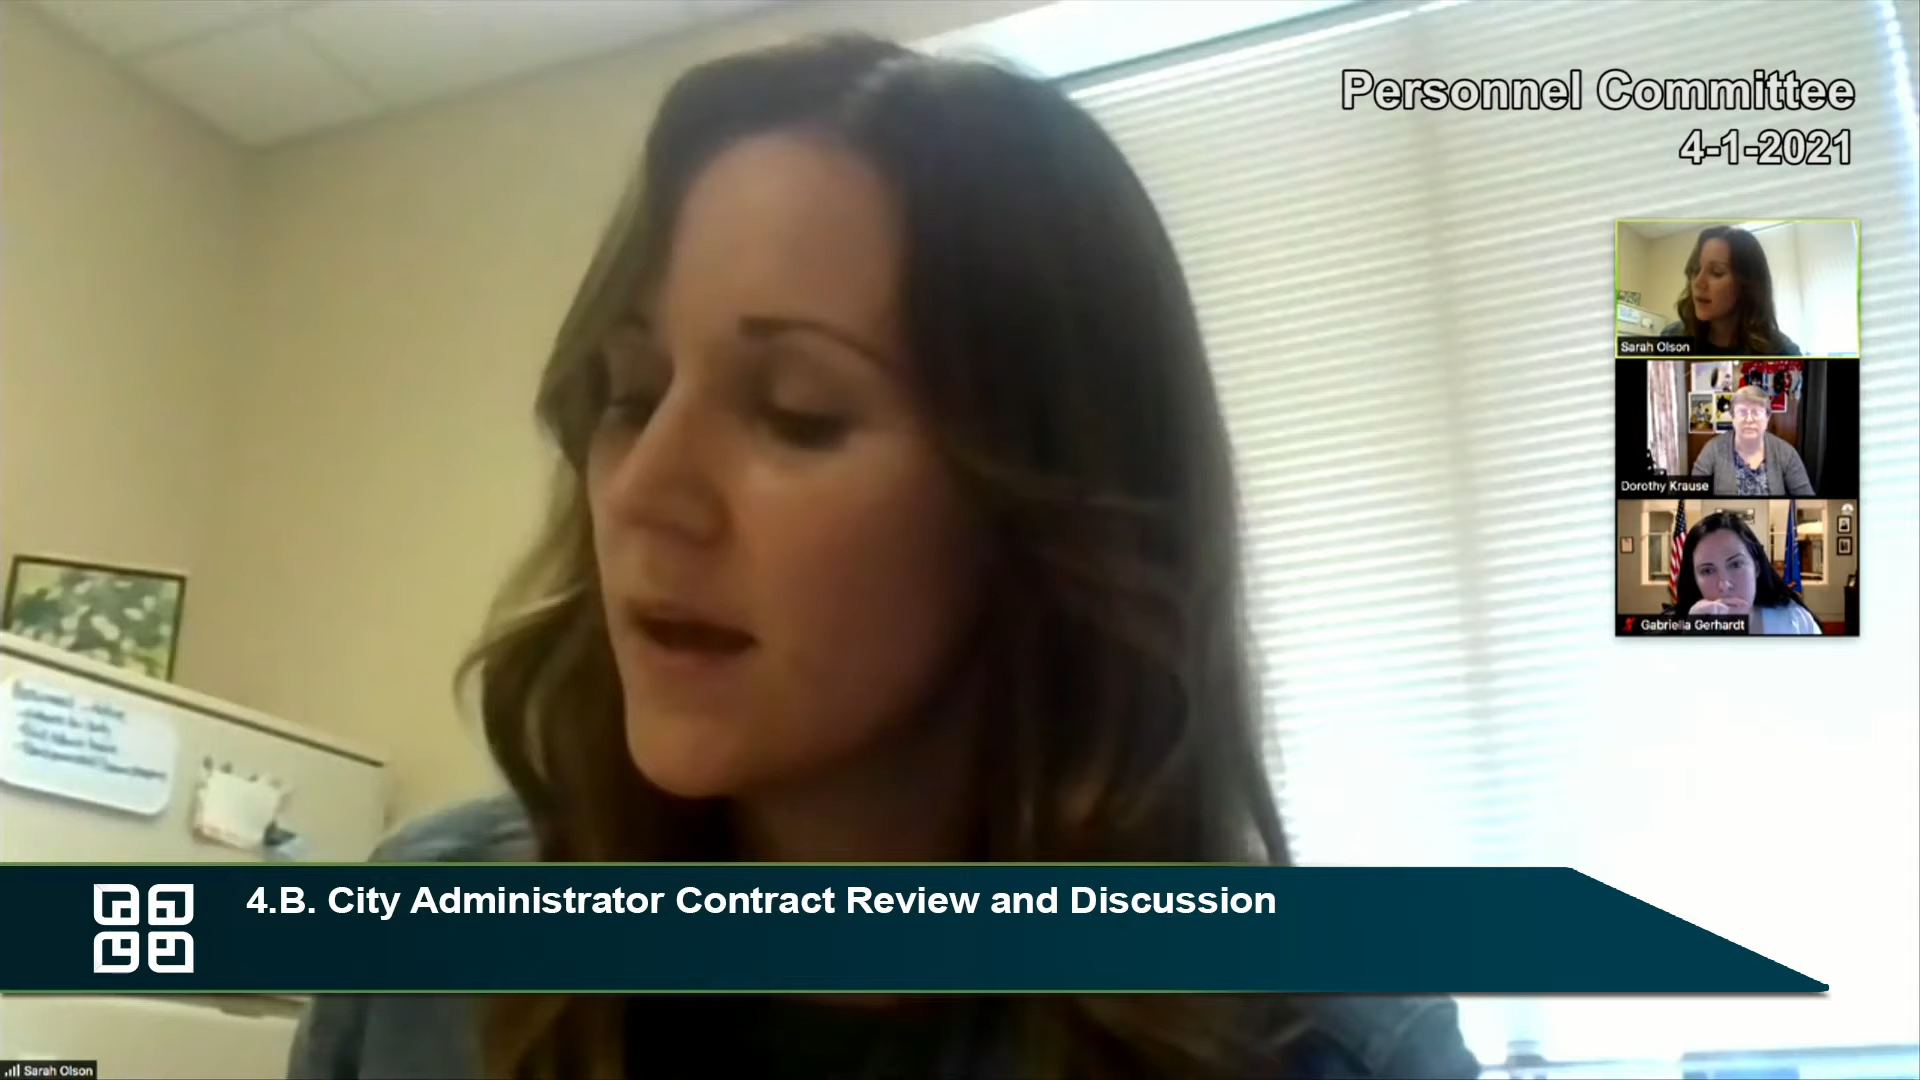 Personnel Committee
4-1-2021
Sarah Olson
Dorothy Krause
Gabriella Gerhardt
4.B. City Administrator Contract Review and Discussion
Sarah Olson